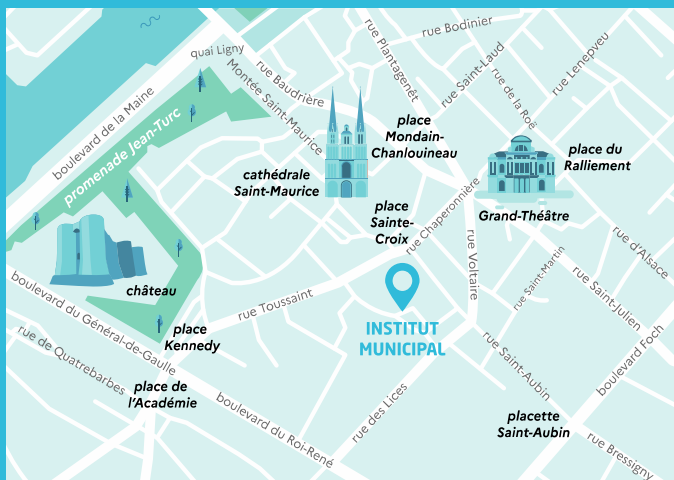 rue Bodinier
rue Plantagenêt
quai Ligny
rue Lenepveu
rue Saint-Laud
rue Baudrière
Montée Saint-Maurice
boulevard de la Maine
rue de la Roë
promenade Jean-Turc
place
Mondain-
Chanlouineau
place du
Ralliement
cathédrale
Saint-Maurice
place
Sainte-
Croix
rue Chaperonnière
Grand-Théâtre
rue d'Alsace
rue Voltaire
rue Saint-Martin
rue Saint-Julien
château
boulevard du Général-de-Gaulle
rue Toussaint
INSTITUT
MUNICIPAL
place
Kennedy
rue de Quatrebarbes
boulevard Foch
rue Saint-Aubin
place de
l'Académie
rue des Lices
boulevard du Roi-René
placette
Saint-Aubin
rue Bressigny